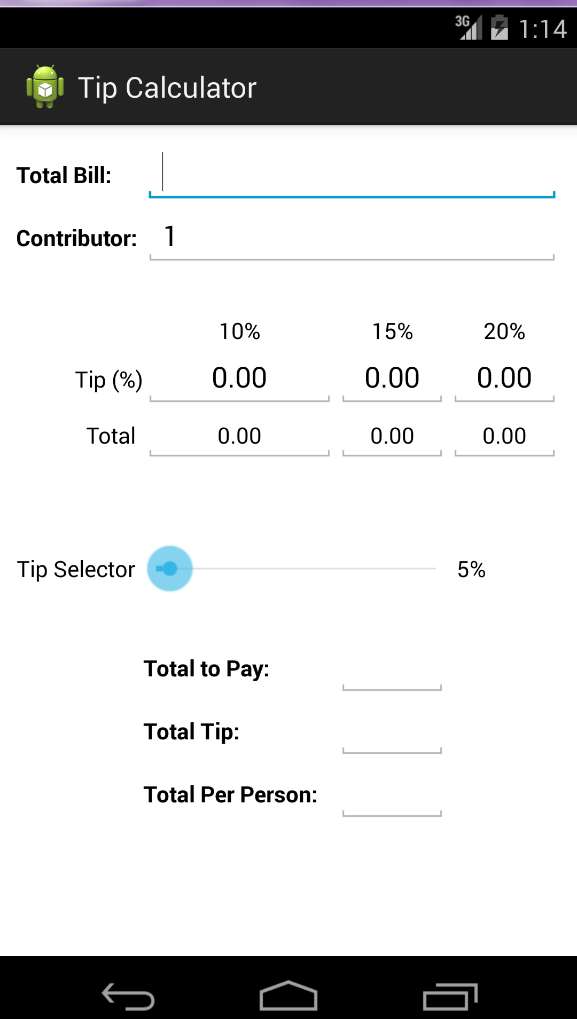 3G 1:14
Tip Calculator
Total Bill:
Contributor: 1
10% 15% 20%
Tip (%) 0.00 0.00 0.00
Total 0.00 0.00 0.00
Tip Selector 5%
Total to Pay:
Total Tip:
Total Per Person: